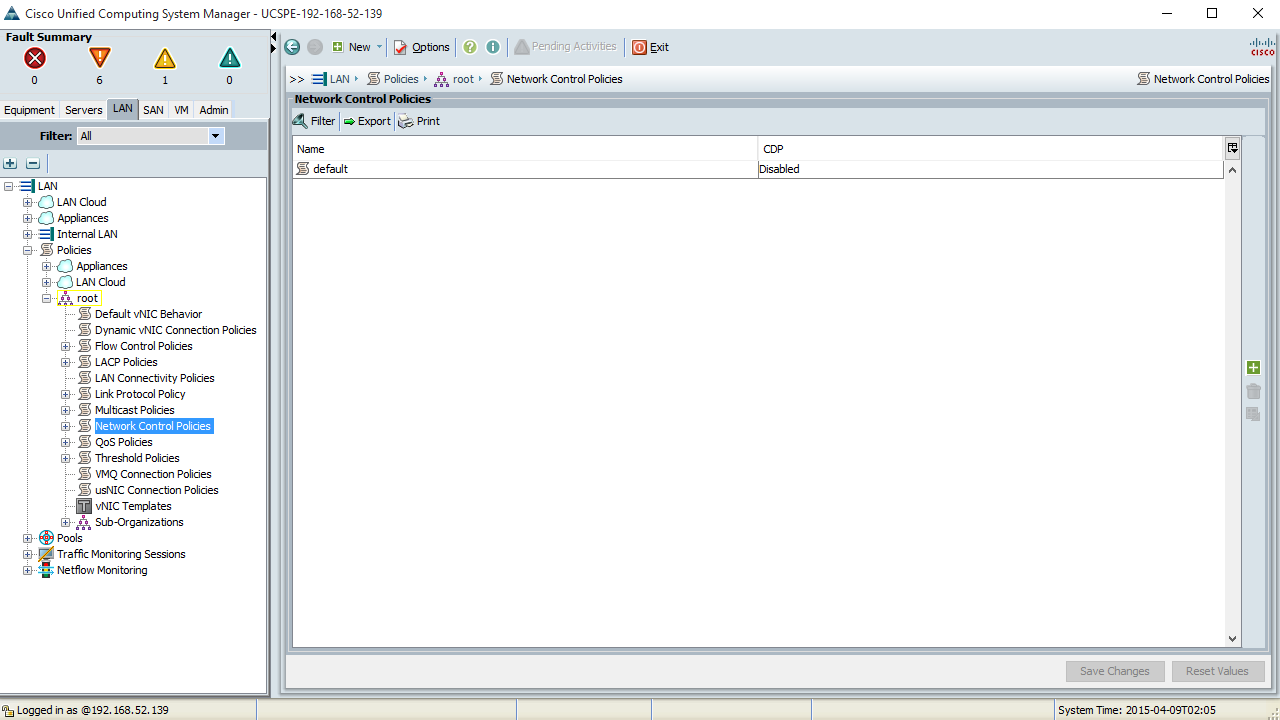 Cisco Unified Computing System Manager - UCSPE-192-168-52-139
Fault Summary
0 6 1 0
Equipment Servers LAN SAN VM Admin
Filter: All
LAN
LAN Cloud
Appliances
Internal LAN
Policies
Appliances
LAN Cloud
root
Default vNIC Behavior
Dynamic vNIC Connection Policies
Flow Control Policies
LACP Policies
LAN Connectivity Policies
Link Protocol Policy
Multicast Policies
Network Control Policies
QoS Policies
Threshold Policies
VMQ Connection Policies
usNIC Connection Policies
vNIC Templates
Sub-Organizations
Pools
Traffic Monitoring Sessions
Netflow Monitoring
New Options Pending Activities Exit
CISCO
>> LAN Policies root Network Control Policies Network Control Policies
Network Control Policies
Filter Export Print
Name CDP
default Disabled
Save Changes Reset Values
Logged in as @192.168.52.139 System Time: 2015-04-09T02:05